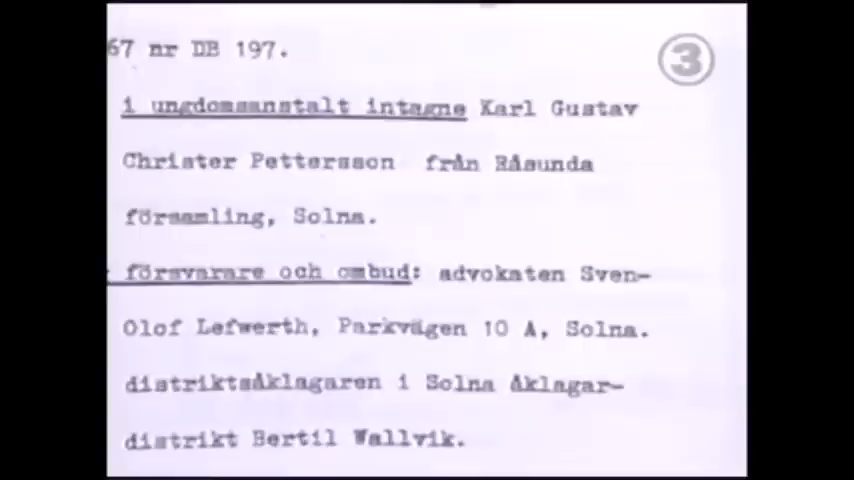 67 nr DB 197.
3
i ungdomsanstalt intagne Karl Gustav
Christer Pettersson från Råsunda
församling, Solna.
försvarare och ombud: advokaten Sven-
Olof Lefwerth, Parkvägen 10 A, Solna.
distriktsåklagaren i Solna åklagar-
distrikt Bertil Wallvik.